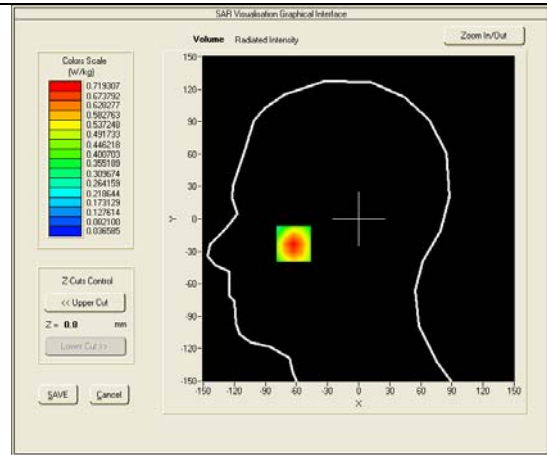 SAR Visualisation Graphical Interface
Volume Radiated Intensity
Zoom In/Out
Colors Scale
(W/kg)
0.719307
0.673792
0.628277
0.582763
0.537248
0.491733
0.446218
0.400703
0.355189
0.309674
0.264159
0.218644
0.173129
0.127614
0.082100
0.036585
Z Cuts Control
<< Upper Cut
Z = 0.0 mm
Lower Cut >>
SAVE Cancel
150
120
90
60
30
0
-30
-60
-90
-120
-150
Y
-150 -120 -90 -60 -30 0 30 60 90 120 150
X